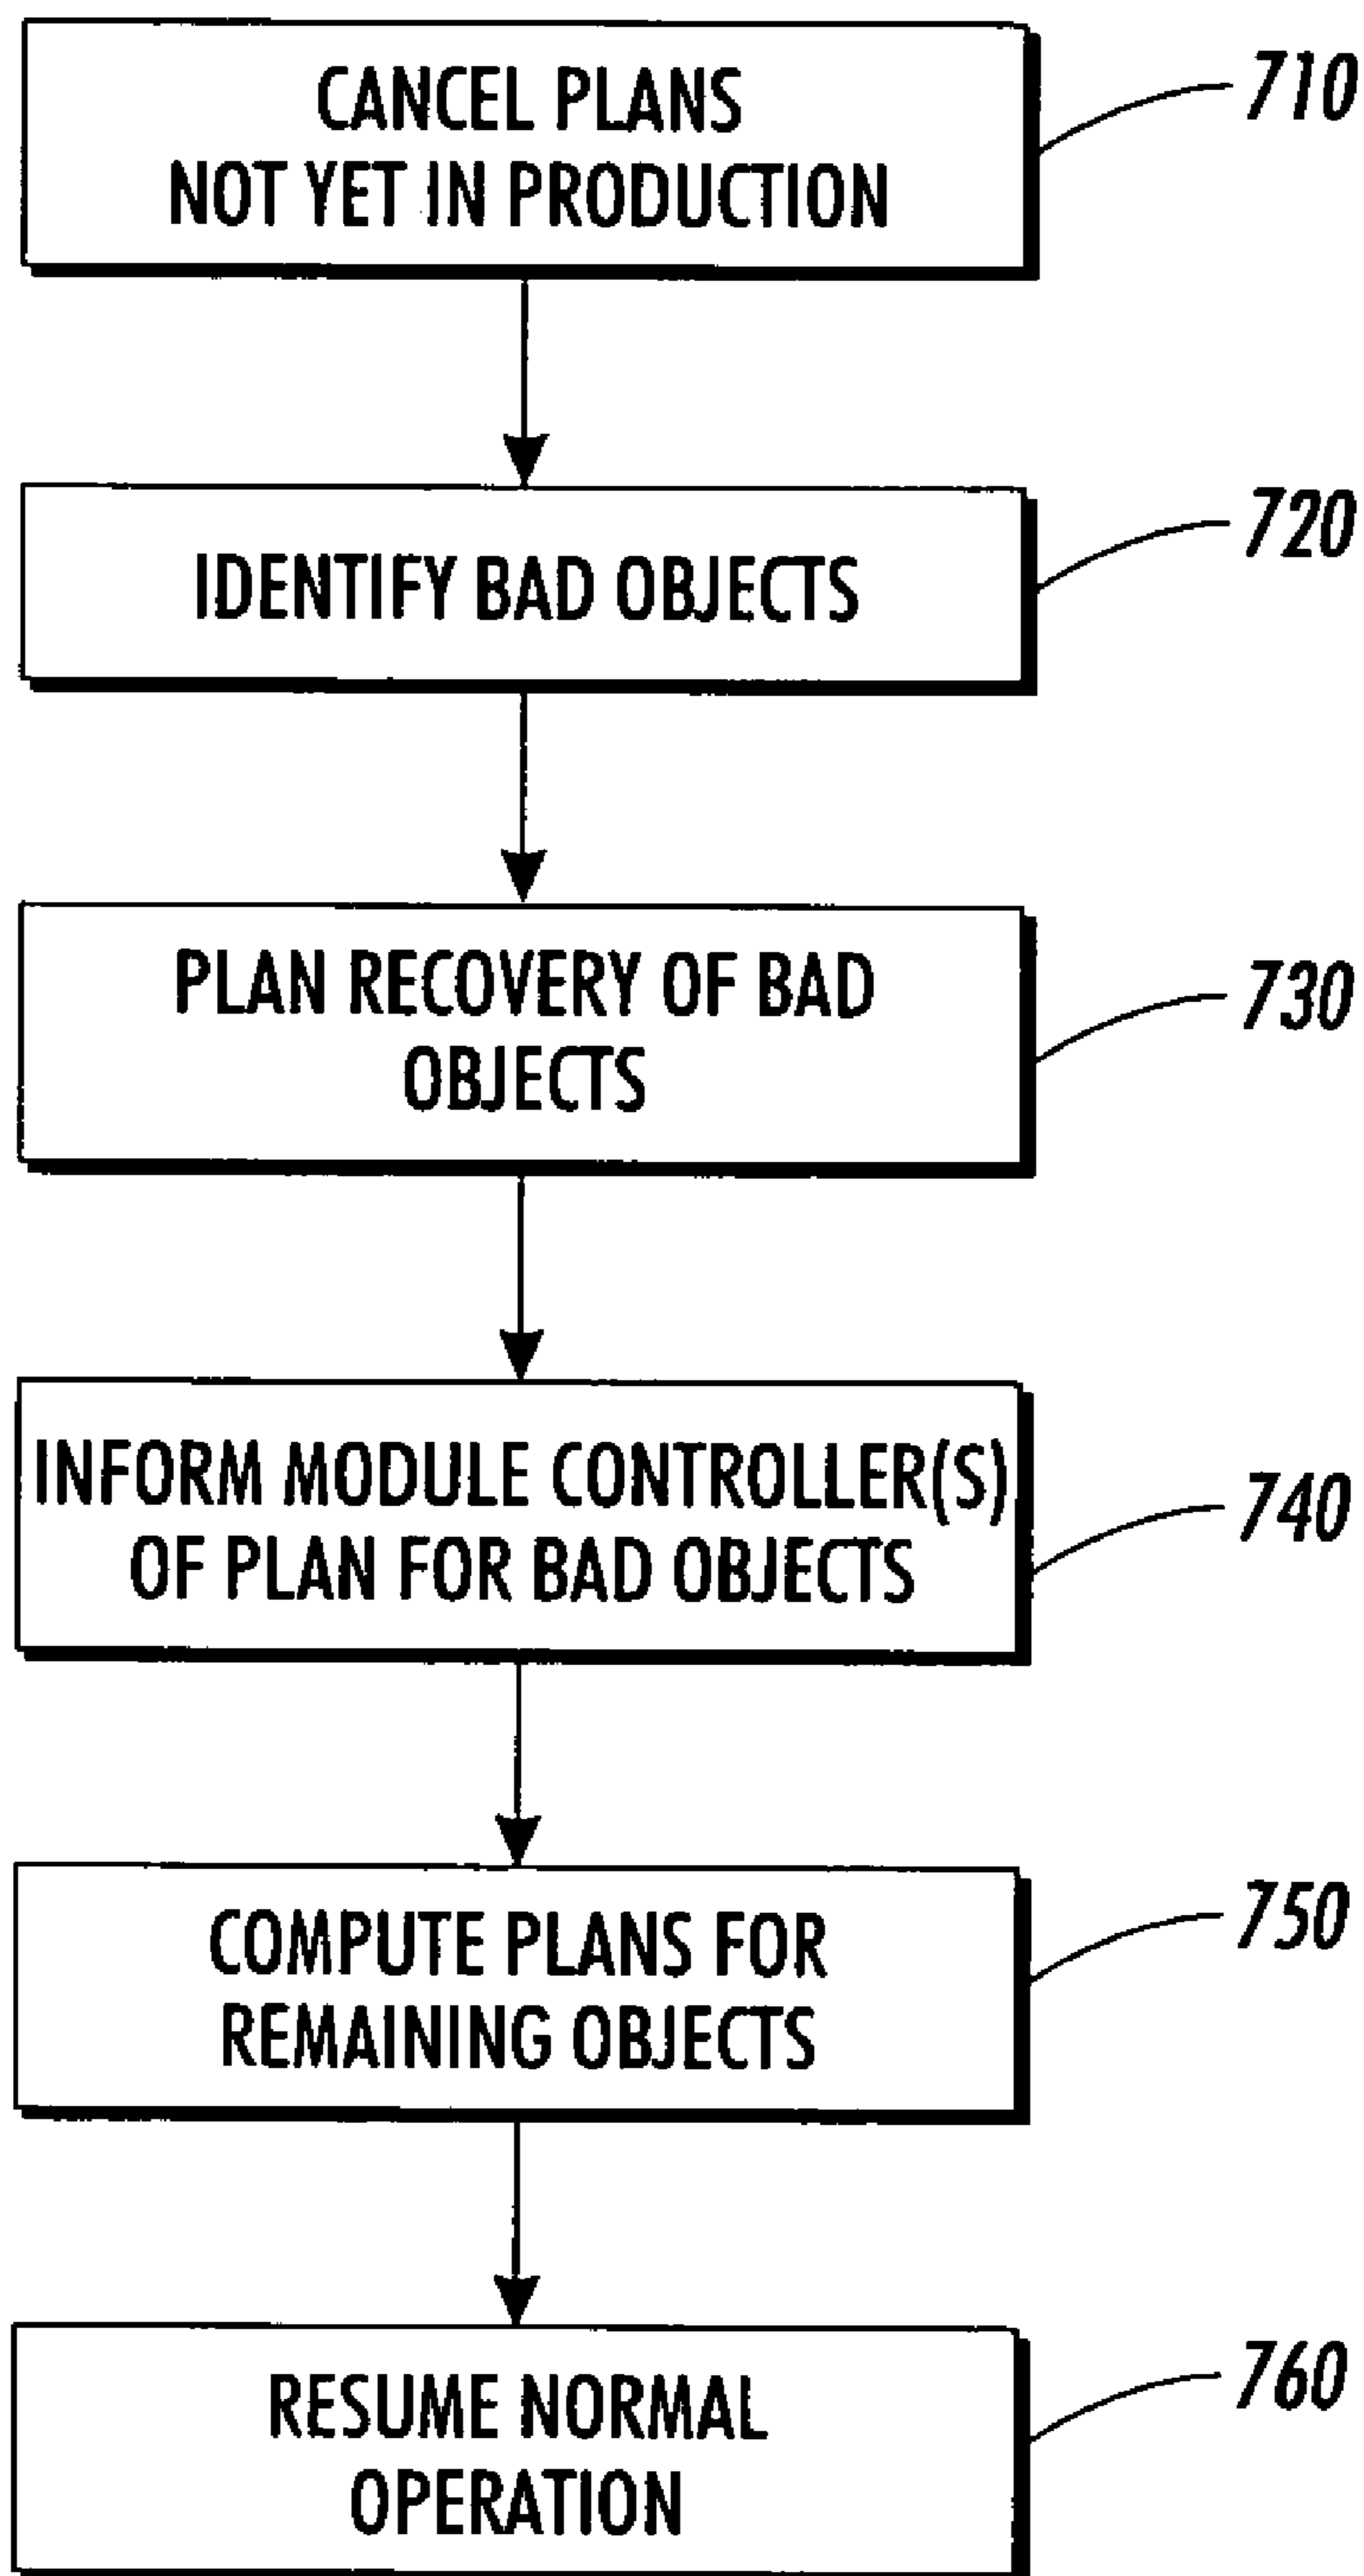 CANCEL PLANS
NOT YET IN PRODUCTION
710
IDENTIFY BAD OBJECTS
720
PLAN RECOVERY OF BAD
OBJECTS
730
INFORM MODULE CONTROLLER(S)
OF PLAN FOR BAD OBJECTS
740
COMPUTE PLANS FOR
REMAINING OBJECTS
750
RESUME NORMAL
OPERATION
760